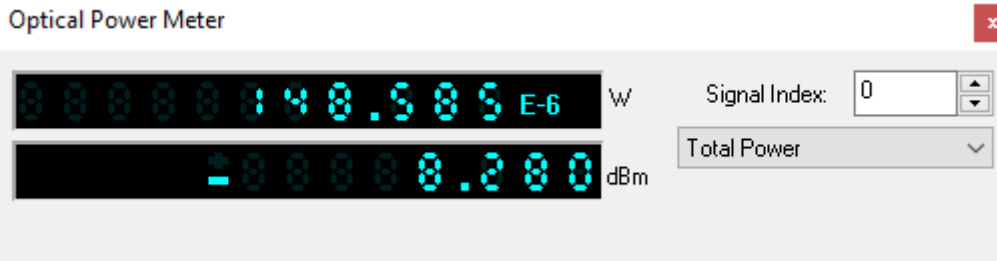 Optical Power Meter
x
148.585 E-6 W
Signal Index: 0
Total Power
- 8.280 dBm